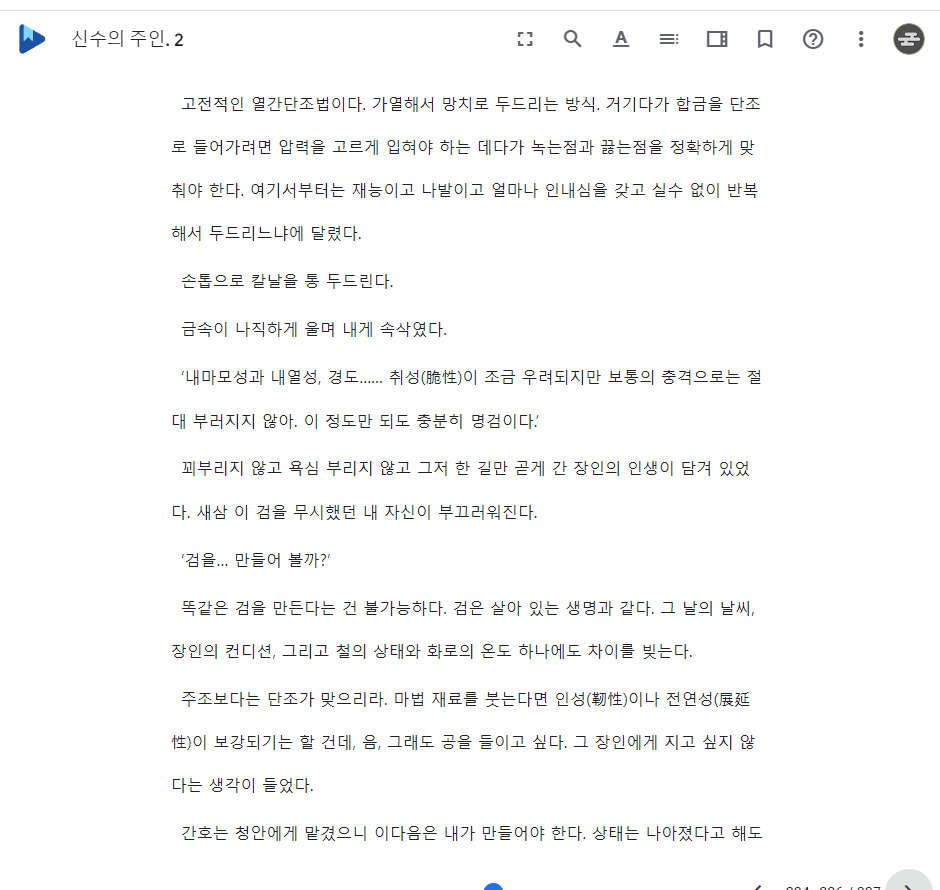 신수의 주인. 2
고전적인 열간단조법이다. 가열해서 망치로 두드리는 방식. 거기다가 합금을 단조
로 들어가려면 압력을 고르게 입혀야 하는 데다가 녹는점과 끓는점을 정확하게 맞
춰야 한다. 여기서부터는 재능이고 나발이고 얼마나 인내심을 갖고 실수 없이 반복
해서 두드리느냐에 달렸다.
손톱으로 칼날을 통 두드린다.
금속이 나직하게 울며 내게 속삭였다.
‘내마모성과 내열성, 경도…… 취성(脆性)이 조금 우려되지만 보통의 충격으로는 절
대 부러지지 않아. 이 정도만 되도 충분히 명검이다.’
꾀부리지 않고 욕심 부리지 않고 그저 한 길만 곧게 간 장인의 인생이 담겨 있었
다. 새삼 이 검을 무시했던 내 자신이 부끄러워진다.
‘검을… 만들어 볼까?’
똑같은 검을 만든다는 건 불가능하다. 검은 살아 있는 생명과 같다. 그 날의 날씨,
장인의 컨디션, 그리고 철의 상태와 화로의 온도 하나에도 차이를 빚는다.
주조보다는 단조가 맞으리라. 마법 재료를 붓는다면 인성(靭性)이나 전연성(展延
性)이 보강되기는 할 건데, 음, 그래도 공을 들이고 싶다. 그 장인에게 지고 싶지 않
다는 생각이 들었다.
간호는 청안에게 맡겼으니 이다음은 내가 만들어야 한다. 상태는 나아졌다고 해도